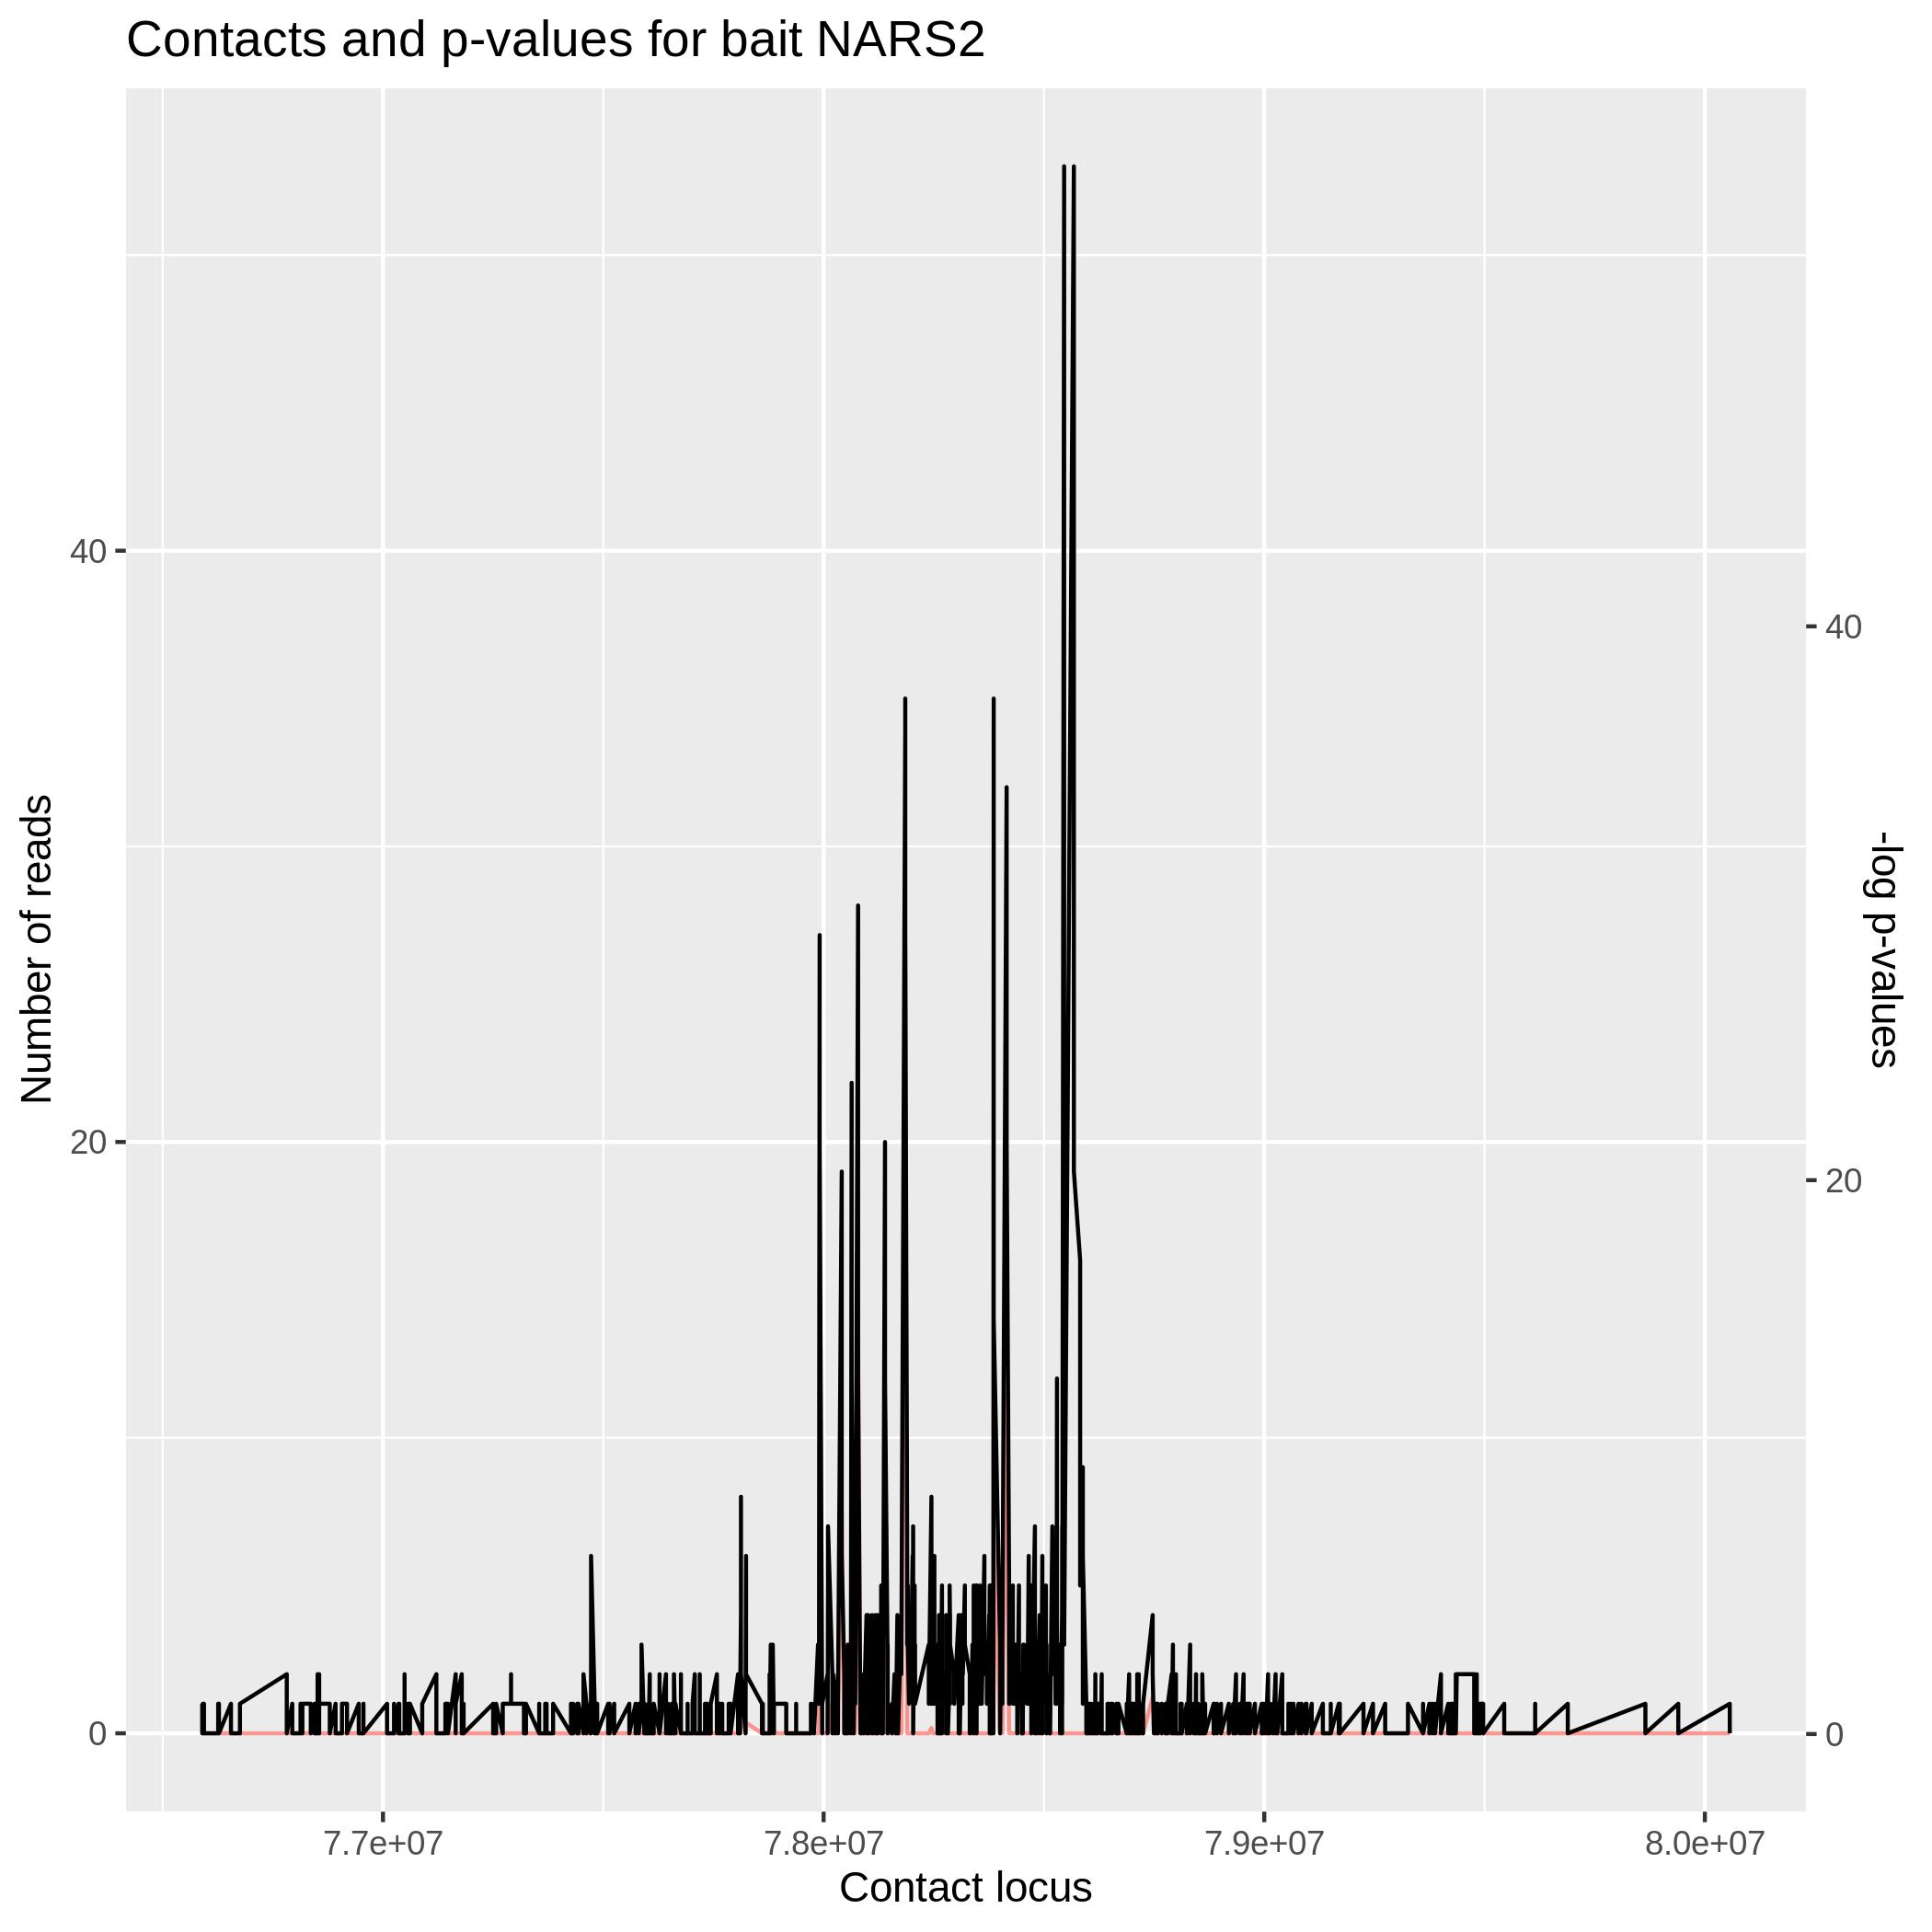 Contacts and p-values for bait NARS2
40
20
0
Number of reads
40
20
0
-log p-values
7.7e+07
7.8e+07
7.9e+07
8.0e+07
Contact locus